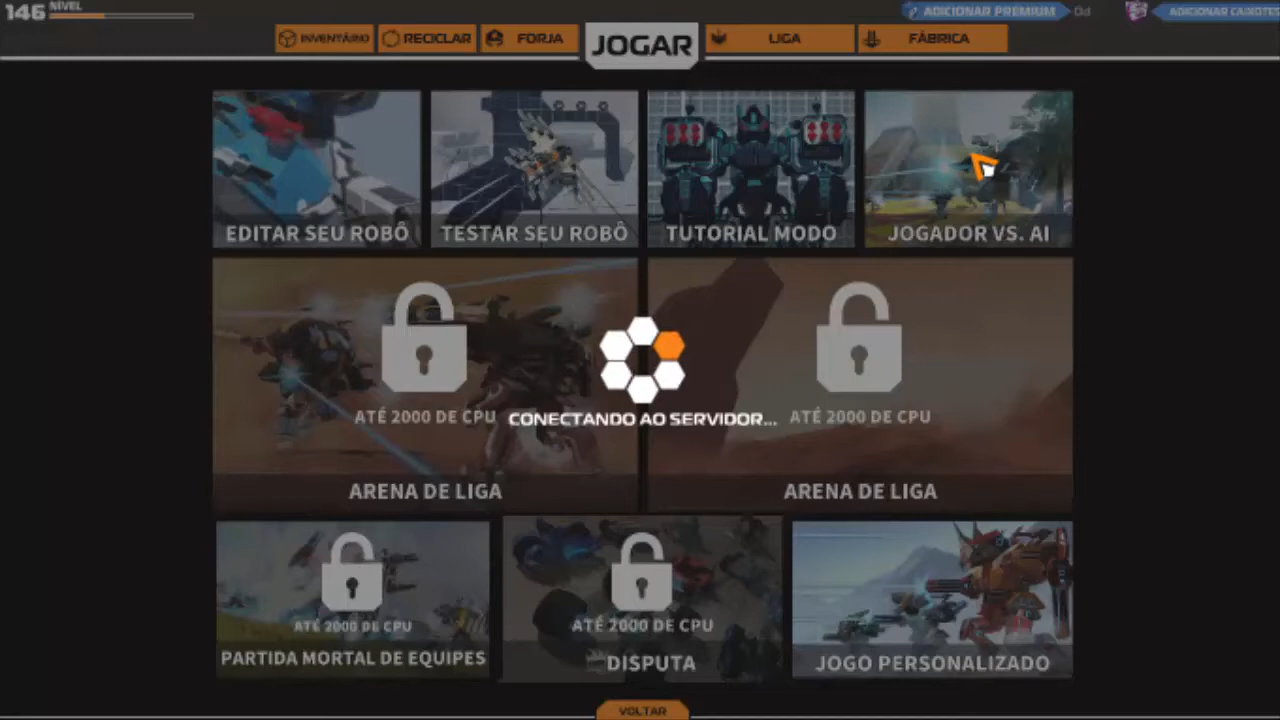 146 NÍVEL
ADICIONAR PREMIUM 0d
ADICIONAR CAIXOTES
INVENTÁRIO
RECICLAR
FORJA
JOGAR
LIGA
FÁBRICA
EDITAR SEU ROBÔ
TESTAR SEU ROBÔ
TUTORIAL MODO
JOGADOR VS. AI
ATÉ 2000 DE CPU
CONECTANDO AO SERVIDOR...
ATÉ 2000 DE CPU
ARENA DE LIGA
ARENA DE LIGA
ATÉ 2000 DE CPU
ATÉ 2000 DE CPU
PARTIDA MORTAL DE EQUIPES
DISPUTA
JOGO PERSONALIZADO
VOLTAR